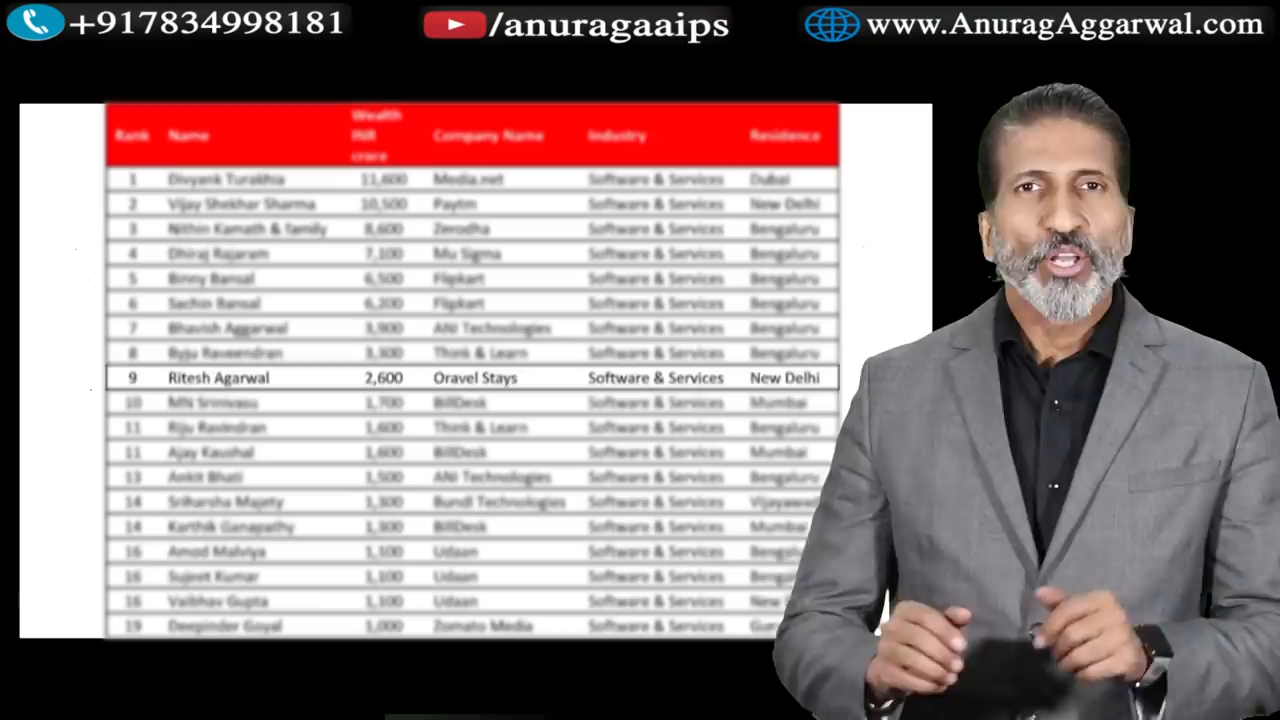 +917834998181 /anuragaaips www.AnuragAggarwal.com
Rank Name Wealth INR crore Company Name Industry Residence
1 Divyank Turakhia 11,600 Media.net Software & Services Dubai
2 Vijay Shekhar Sharma 10,500 Paytm Software & Services New Delhi
3 Nithin Kamath & family 8,600 Zerodha Software & Services Bengaluru
4 Dhiraj Rajaram 7,100 Mu Sigma Software & Services Bengaluru
5 Binny Bansal 6,500 Flipkart Software & Services Bengaluru
6 Sachin Bansal 6,200 Flipkart Software & Services Bengaluru
7 Bhavish Aggarwal 3,900 ANI Technologies Software & Services Bengaluru
8 Byju Raveendran 3,300 Think & Learn Software & Services Bengaluru
9 Ritesh Agarwal 2,600 Oravel Stays Software & Services New Delhi
10 MN Srinivasu 1,700 BillDesk Software & Services Mumbai
11 Riju Ravindran 1,600 Think & Learn Software & Services Bengaluru
11 Ajay Kaushal 1,600 BillDesk Software & Services Mumbai
13 Ankit Bhati 1,500 ANI Technologies Software & Services Bengaluru
14 Sriharsha Majety 1,300 Bundl Technologies Software & Services
14 Karthik Ganapathy 1,300 BillDesk Software & Services Mumbai
16 Amod Malviya 1,100 Udaan Software & Services
16 Sujeet Kumar 1,100 Udaan Software & Services
16 Vaibhav Gupta 1,100 Udaan Software & Services New
19 Deepinder Goyal 1,000 Zomato Media Software & Services